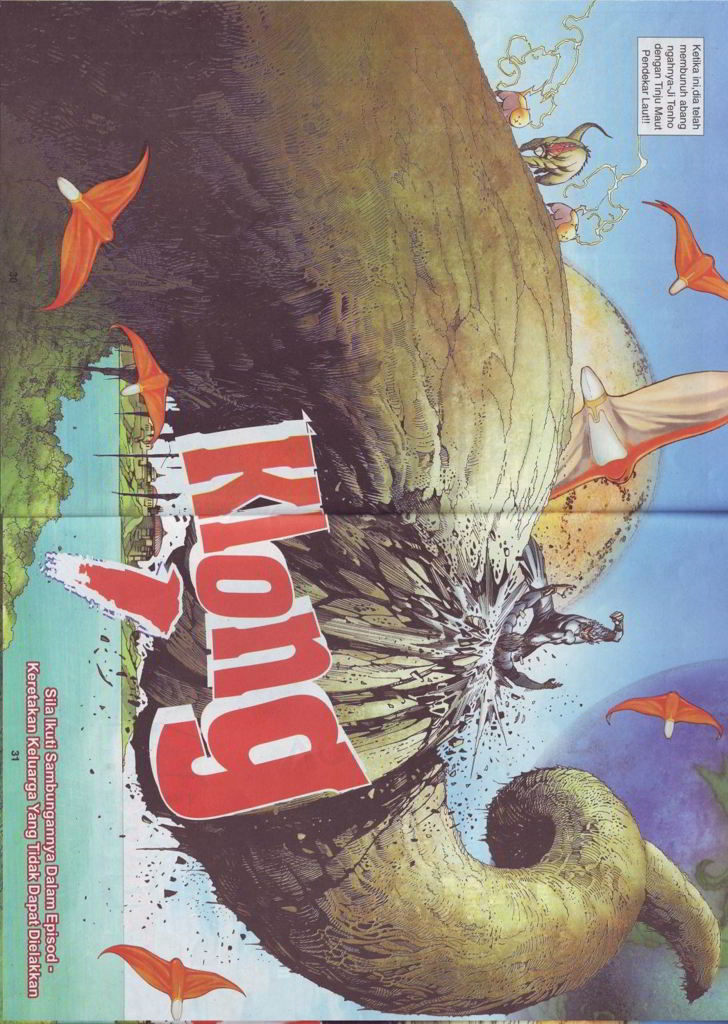 Ketika ini,dia telah
membunuh abang
ngahnya-Ji Tenho
dengan Tinju Maut
Pendekar Laut!!
Klong
!
Sila Ikuti Sambungannya Dalam Episod -
Keretakan Keluarga Yang Tidak Dapat Dielakkan
30
31